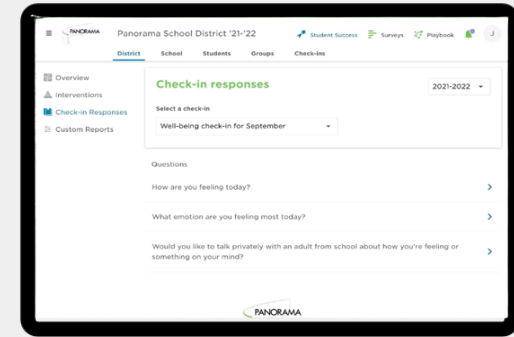 PANORAMA
Panorama School District '21-'22
Student Success
Surveys
Playbook
J
District
School
Students
Groups
Check-ins
Overview
Interventions
Check-in Responses
Custom Reports
Check-in responses
2021-2022
Select a check-in
Well-being check-in for September
Questions
How are you feeling today?
What emotion are you feeling most today?
Would you like to talk privately with an adult from school about how you're feeling or
something on your mind?
PANORAMA